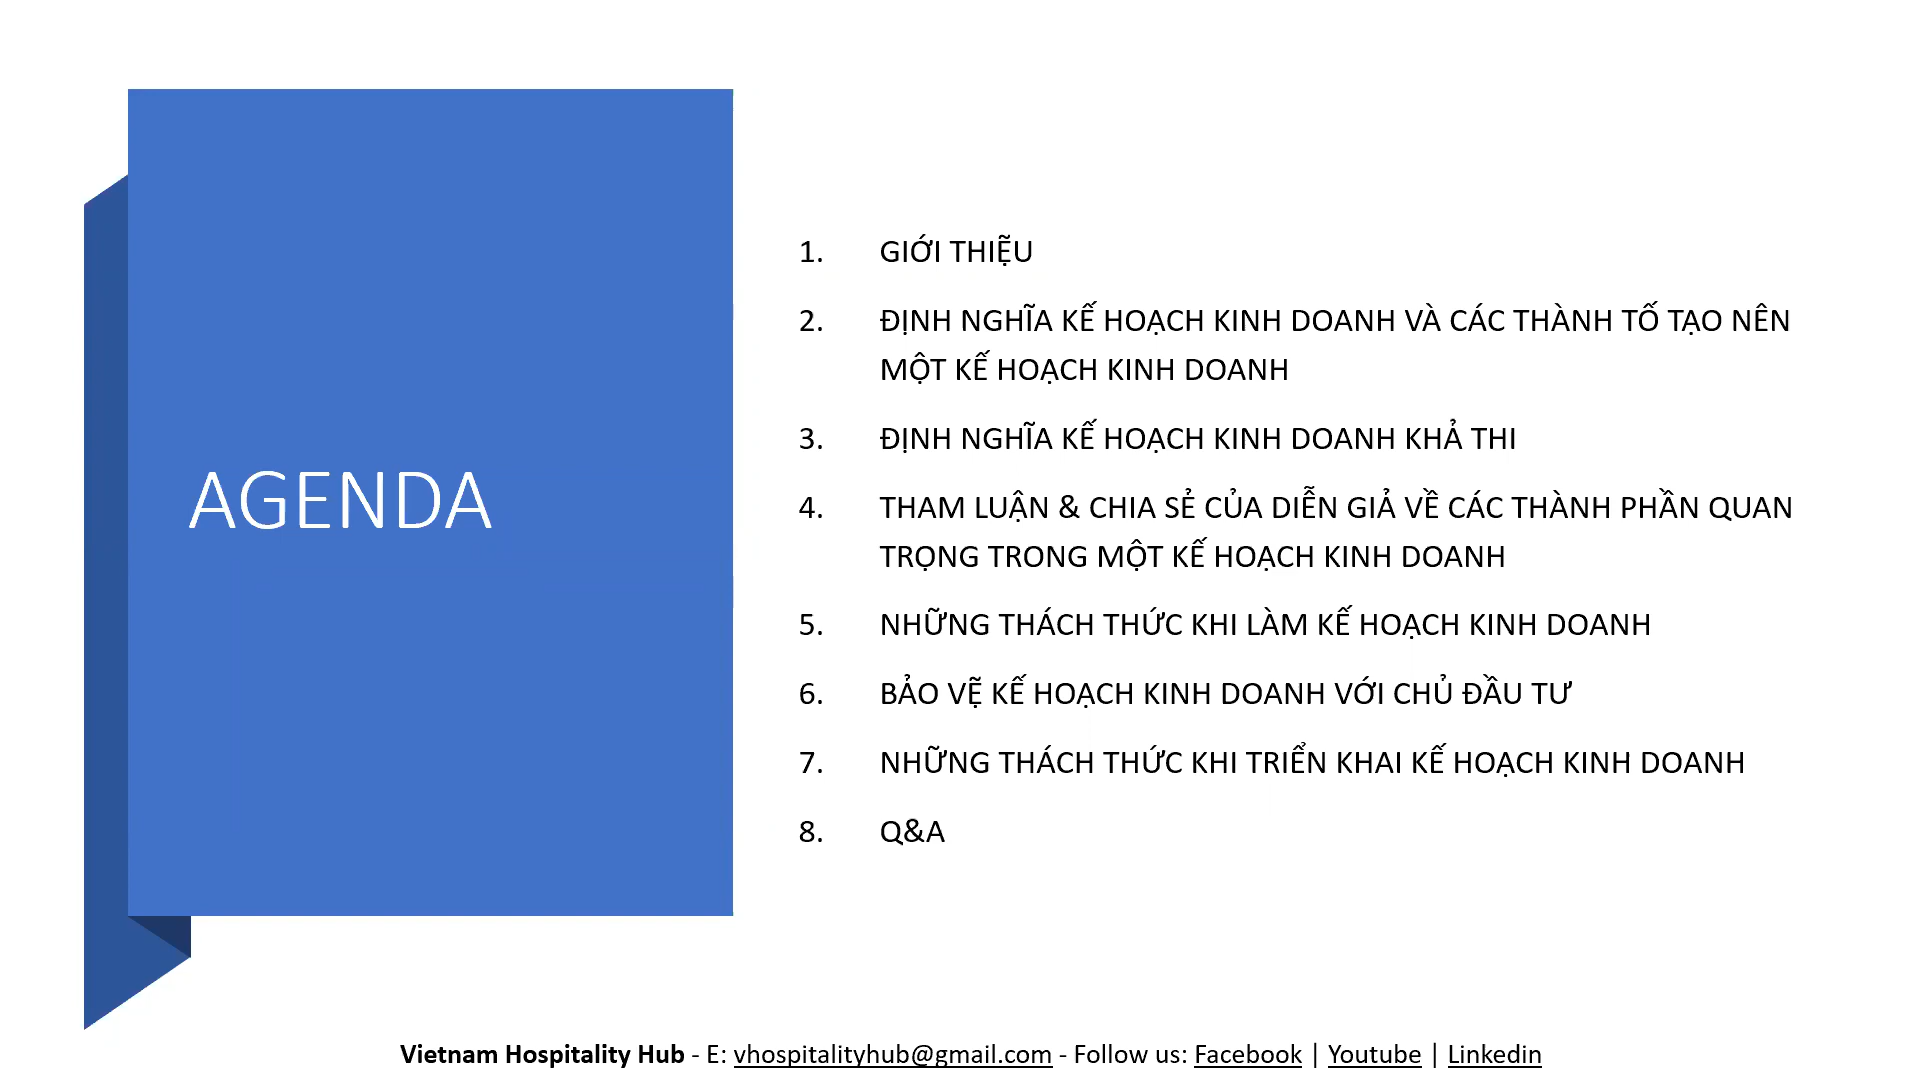 AGENDA
1. GIỚI THIỆU
2. ĐỊNH NGHĨA KẾ HOẠCH KINH DOANH VÀ CÁC THÀNH TỐ TẠO NÊN
MỘT KẾ HOẠCH KINH DOANH
3. ĐỊNH NGHĨA KẾ HOẠCH KINH DOANH KHẢ THI
4. THAM LUẬN & CHIA SẺ CỦA DIỄN GIẢ VỀ CÁC THÀNH PHẦN QUAN
TRỌNG TRONG MỘT KẾ HOẠCH KINH DOANH
5. NHỮNG THÁCH THỨC KHI LÀM KẾ HOẠCH KINH DOANH
6. BẢO VỆ KẾ HOẠCH KINH DOANH VỚI CHỦ ĐẦU TƯ
7. NHỮNG THÁCH THỨC KHI TRIỂN KHAI KẾ HOẠCH KINH DOANH
8. Q&A
Vietnam Hospitality Hub - E: vhospitalityhub@gmail.com - Follow us: Facebook | Youtube | Linkedin